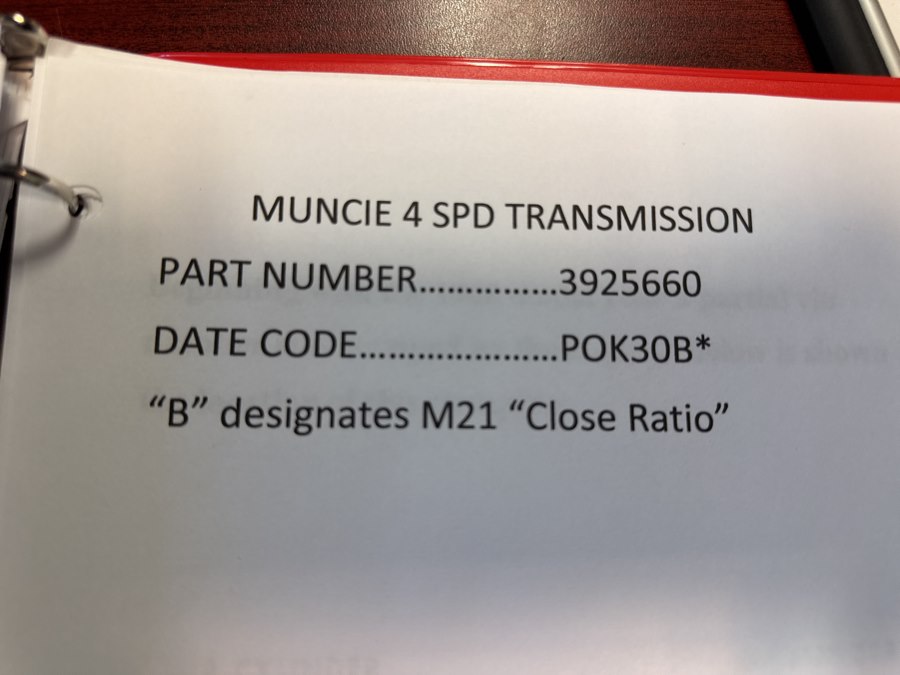 MUNCIE 4 SPD TRANSMISSION
PART NUMBER...............3925660
DATE CODE......................POK30B*
“B” designates M21 “Close Ratio”